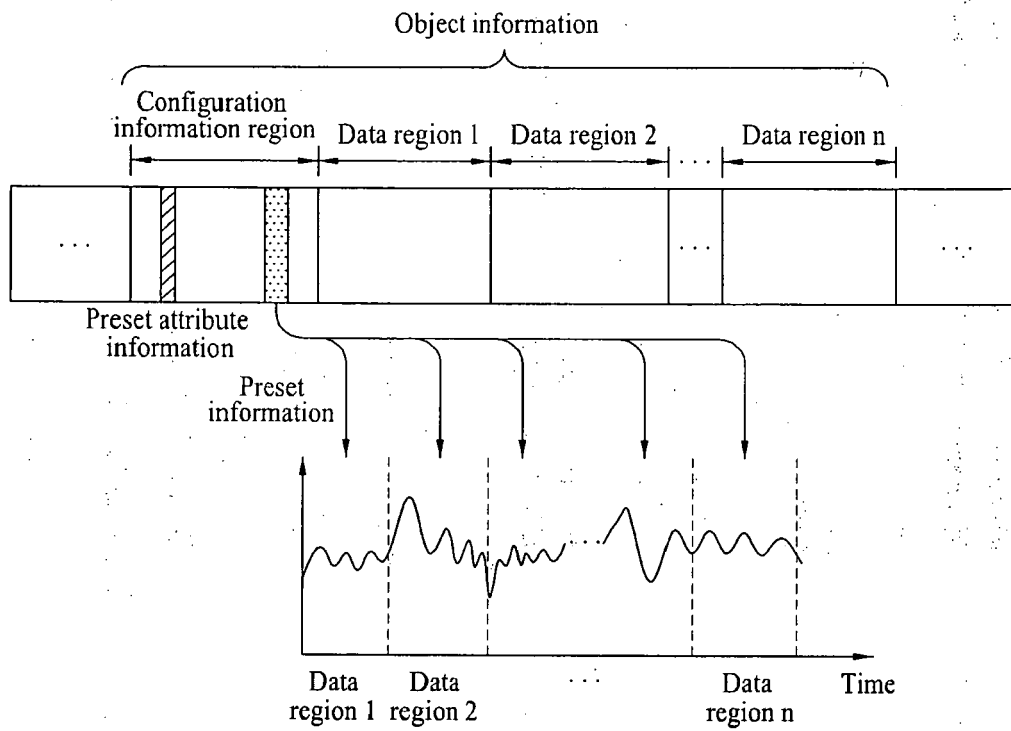 Object information
Configuration
information region
Data region 1
Data region 2
. . .
Data region n
. . .
. . .
. . .
Preset attribute
information
Preset
information
. . . .
Data
region 1
Data
region 2
. . .
Data
region n
Time